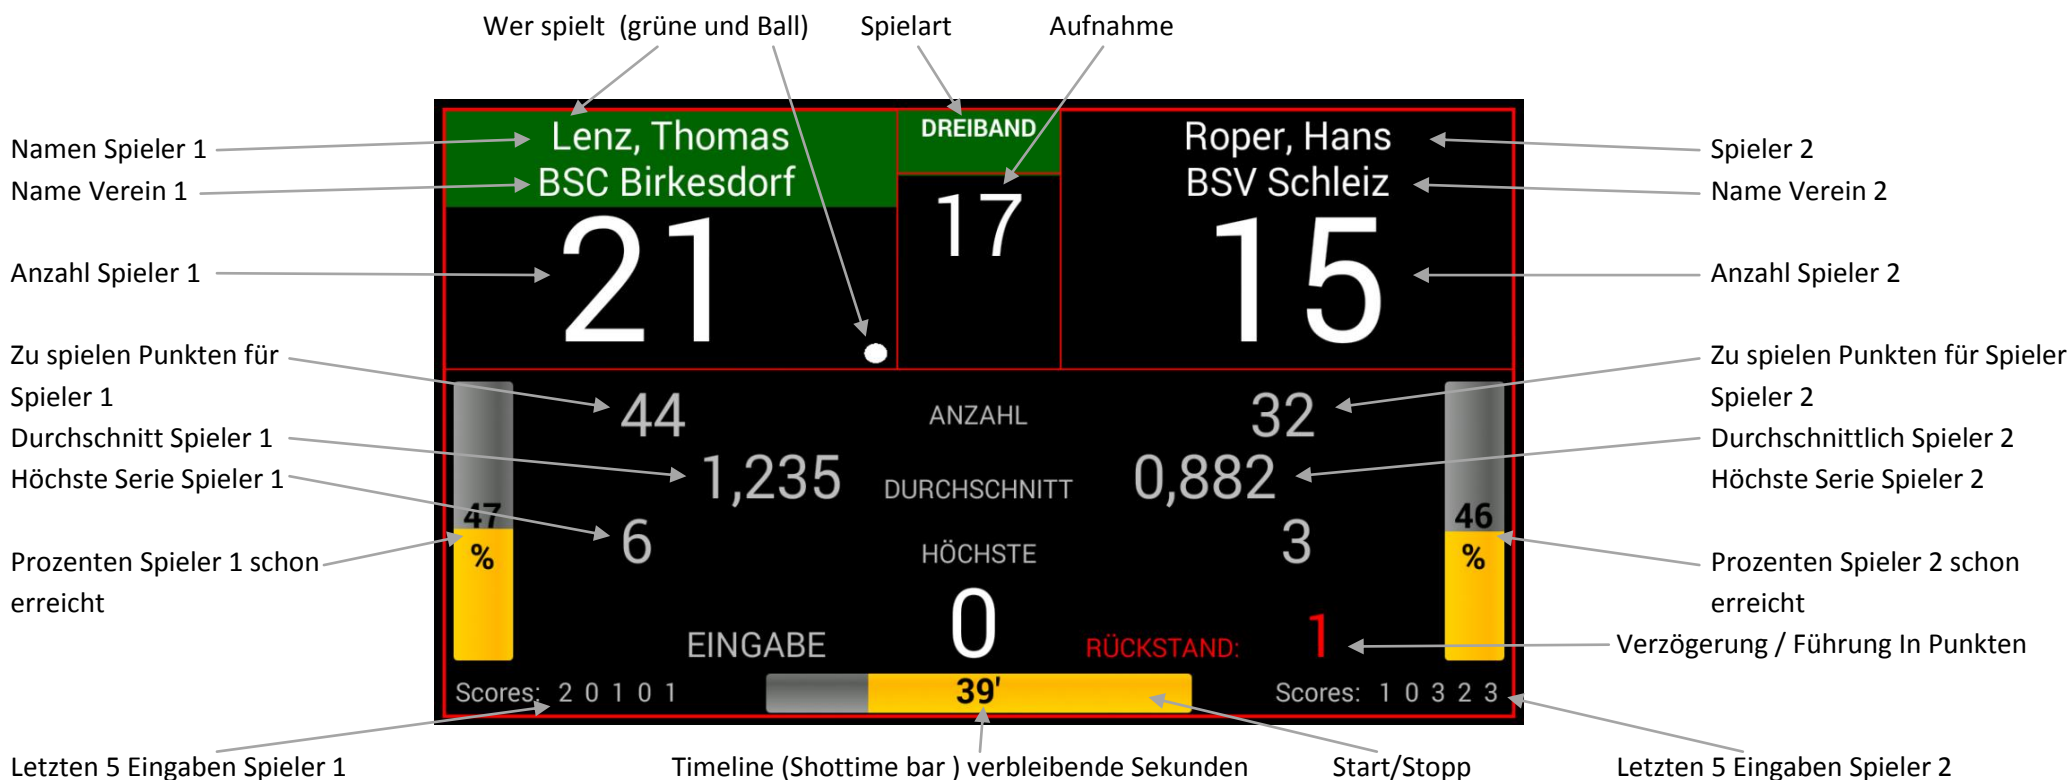 Wer spielt (grüne und Ball)
Spielart
Aufnahme
Namen Spieler 1
Name Verein 1
Anzahl Spieler 1
Zu spielen Punkten für
Spieler 1
Durchschnitt Spieler 1
Höchste Serie Spieler 1
Prozenten Spieler 1 schon
erreicht
Lenz, Thomas
BSC Birkesdorf
21
DREIBAND
17
Roper, Hans
BSV Schleiz
15
44
ANZAHL
32
1,235
DURCHSCHNITT
0,882
6
HÖCHSTE
3
47
%
46
%
EINGABE
0
RÜCKSTAND:
1
Scores: 2 0 1 0 1
39'
Scores: 1 0 3 2 3
Spieler 2
Name Verein 2
Anzahl Spieler 2
Zu spielen Punkten für Spieler
Spieler 2
Durchschnittlich Spieler 2
Höchste Serie Spieler 2
Prozenten Spieler 2 schon
erreicht
Verzögerung / Führung In Punkten
Letzten 5 Eingaben Spieler 1
Timeline (Shottime bar ) verbleibende Sekunden
Start/Stopp
Letzten 5 Eingaben Spieler 2